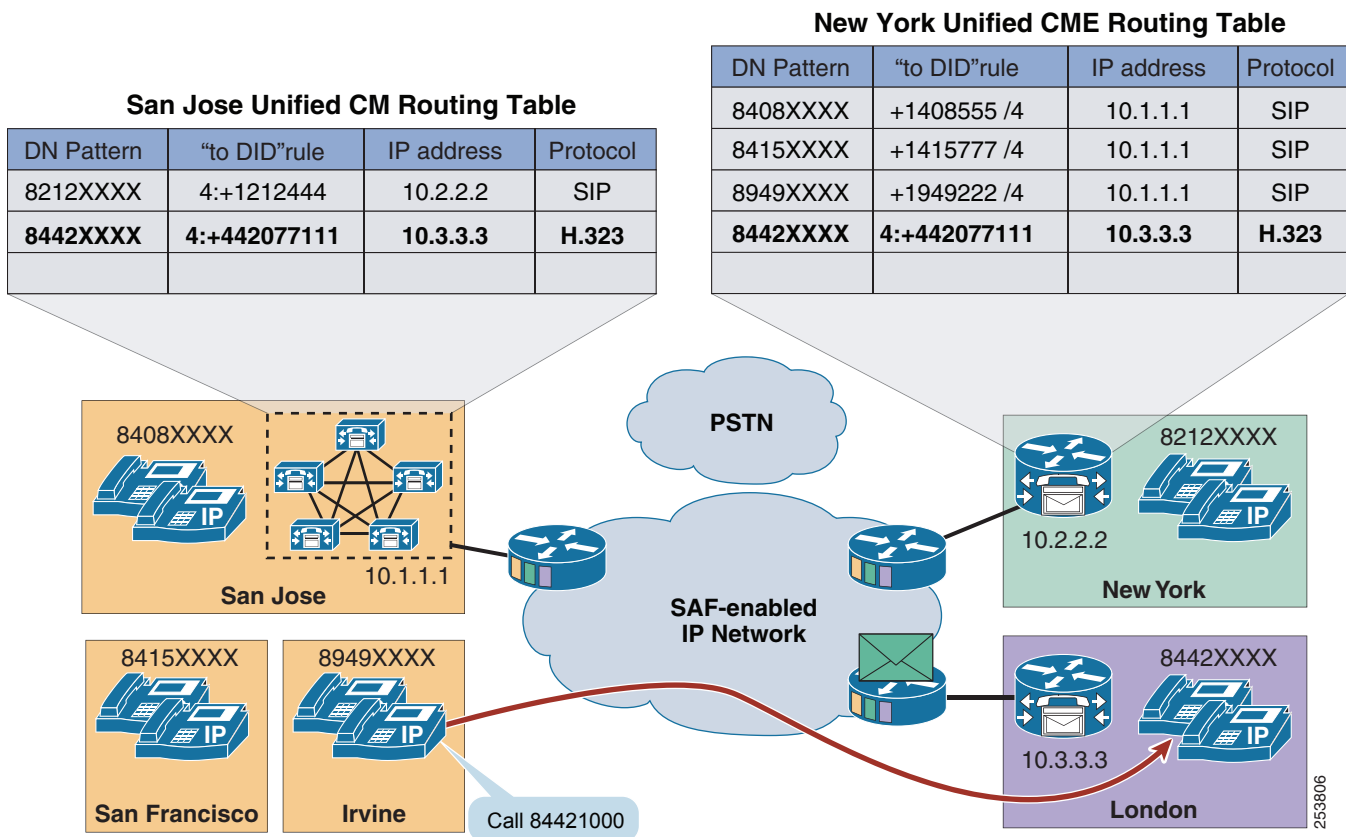 New York Unified CME Routing Table
DN Pattern “to DID”rule IP address Protocol
8408XXXX +1408555 /4 10.1.1.1 SIP
8415XXXX +1415777 /4 10.1.1.1 SIP
8949XXXX +1949222 /4 10.1.1.1 SIP
8442XXXX 4:+442077111 10.3.3.3 H.323
San Jose Unified CM Routing Table
DN Pattern “to DID”rule IP address Protocol
8212XXXX 4:+1212444 10.2.2.2 SIP
8442XXXX 4:+442077111 10.3.3.3 H.323
8408XXXX
IP
10.1.1.1
San Jose
PSTN
8212XXXX
IP
10.2.2.2
New York
SAF-enabled
IP Network
8415XXXX
IP
San Francisco
8949XXXX
IP
Irvine
Call 84421000
8442XXXX
IP
10.3.3.3
London
253806